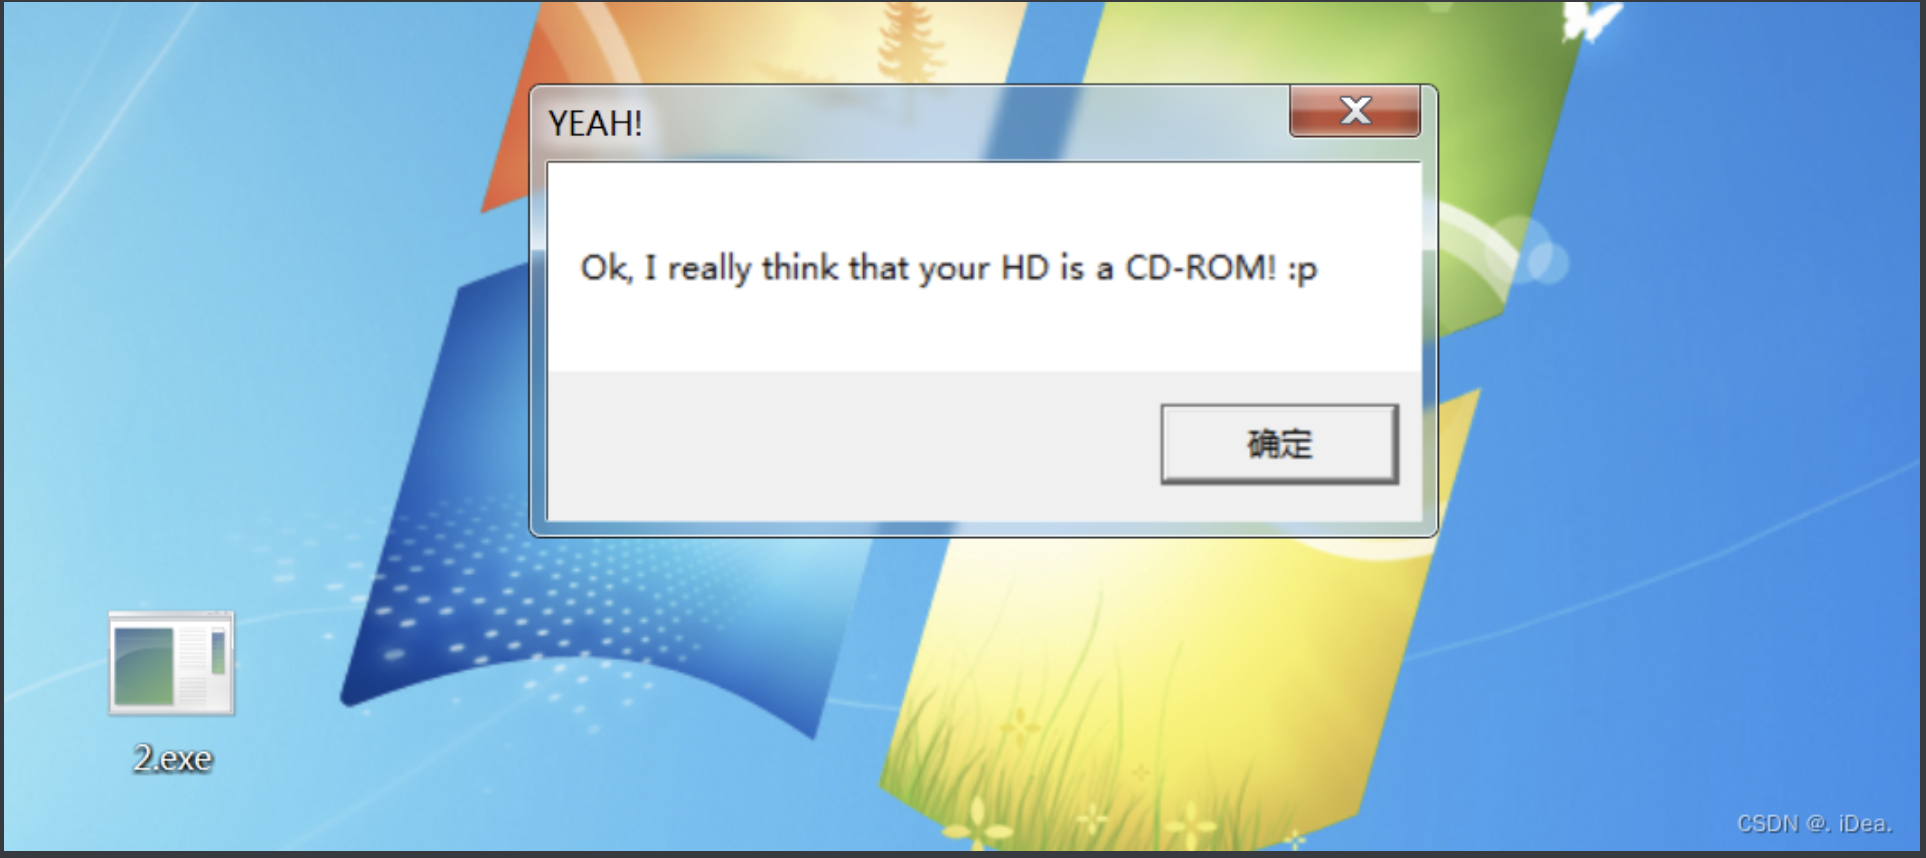 YEAH!
Ok, I really think that your HD is a CD-ROM! :p
确定
2.exe
CSDN @. iDea.